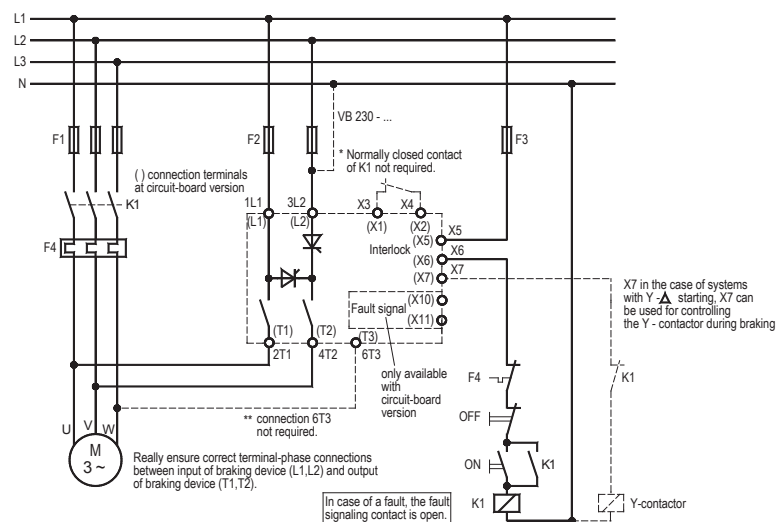 L1
L2
L3
N
VB 230 - ...
F1
F2
F3
* Normally closed contact
of K1 not required.
( ) connection terminals
at circuit-board version
K1
1L1
(L1)
3L2
(L2)
X3
(X1)
X4
(X2)
(X5)
X5
Interlock
(X6)
X6
(X7)
X7
F4
X7 in the case of systems
with Y -Δ starting, X7 can
be used for controlling
the Y - contactor during braking
Fault signal
(X10)
(X11)
(T1)
(T2)
(T3)
2T1
4T2
6T3
only available
with
circuit-board
version
F4
K1
OFF
** connection 6T3
not required.
U
V
W
M
3 ~
Really ensure correct terminal-phase connections
between input of braking device (L1,L2) and output
of braking device (T1,T2).
ON
K1
In case of a fault, the fault
signaling contact is open.
K1
Y-contactor